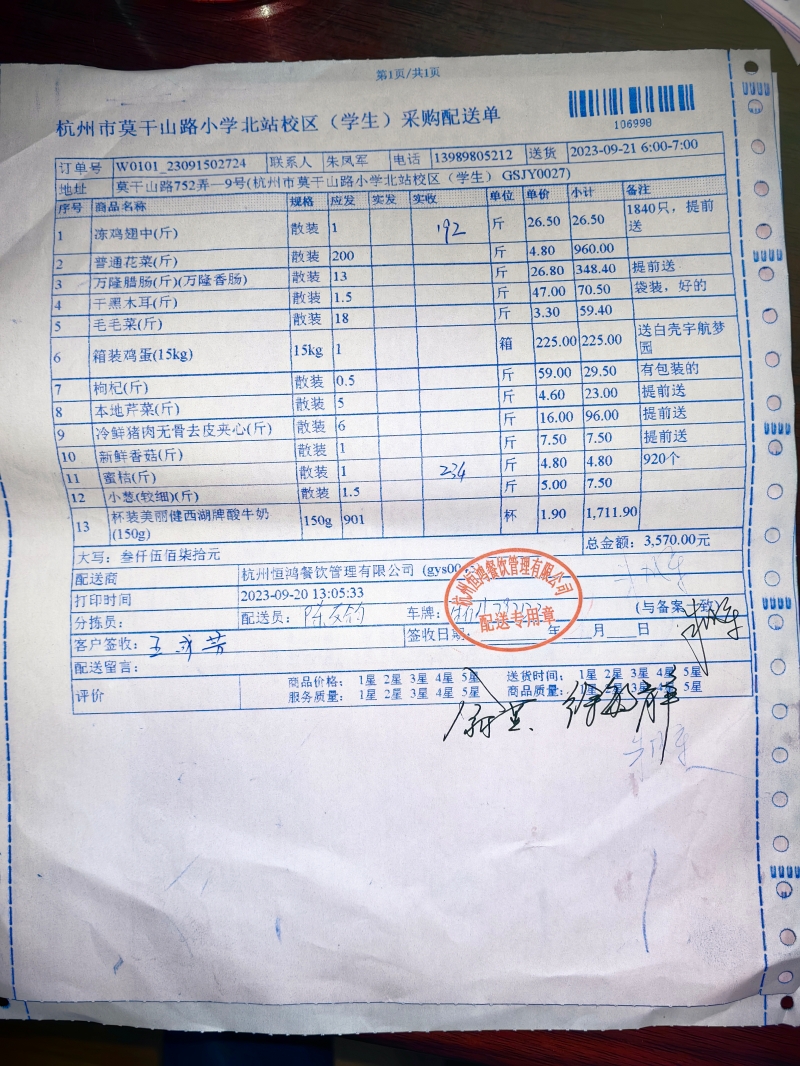 第1页/共1页
杭州市莫干山路小学北站校区（学生）采购配送单
106998
订单号 W0101_23091502724 联系人 朱凤军 电话 13989805212 送货 2023-09-21 6:00-7:00
地址 莫干山路752弄一9号(杭州市莫干山路小学北站校区（学生）GSJY0027)
序号 商品名称 规格 应发 实发 实收 单位 单价 小计 备注
1 冻鸡翅中(斤) 散装 1 192 斤 26.50 26.50 1840只，提前送
2 普通花菜(斤) 散装 200 斤 4.80 960.00
3 万隆腊肠(斤)(万隆香肠) 散装 13 斤 26.80 348.40 提前送
4 干黑木耳(斤) 散装 1.5 斤 47.00 70.50 袋装，好的
5 毛毛菜(斤) 散装 18 斤 3.30 59.40
6 箱装鸡蛋(15kg) 15kg 1 箱 225.00 225.00 送白壳宇航梦园
7 枸杞(斤) 散装 0.5 斤 59.00 29.50 有包装的
8 本地芹菜(斤) 散装 5 斤 4.60 23.00 提前送
9 冷鲜猪肉无骨去皮夹心(斤) 散装 6 斤 16.00 96.00 提前送
10 新鲜香菇(斤) 散装 1 斤 7.50 7.50 提前送
11 蜜桔(斤) 散装 1 234 斤 4.80 4.80 920个
12 小葱(较细)(斤) 散装 1.5 斤 5.00 7.50
13 杯装美丽健西湖牌酸牛奶(150g) 150g 901 杯 1.90 1,711.90
大写：叁仟伍佰柒拾元 总金额：3,570.00元
配送商 杭州恒鸿餐饮管理有限公司 (gys00
打印时间 2023-09-20 13:05:33
分拣员： 配送员： 车牌： (与备案一致)
客户签收： 签收日期： 年 月 日
配送留言：
评价 商品价格： 1星 2星 3星 4星 5星 送货时间： 1星 2星 3星 4星 5星
服务质量： 1星 2星 3星 4星 5星 商品质量： 1星 2星 3星 4星 5星
杭州恒鸿餐饮管理有限公司
配送专用章